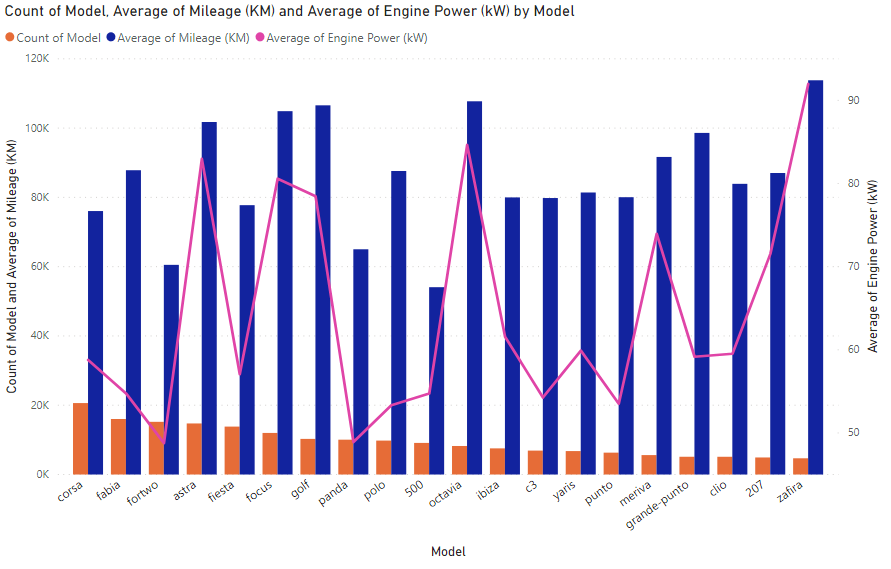 Count of Model, Average of Mileage (KM) and Average of Engine Power (kW) by Model
Count of Model Average of Mileage (KM) Average of Engine Power (kW)
Count of Model and Average of Mileage (KM)
120K
100K
80K
60K
40K
20K
0K
90
80
70
60
50
Average of Engine Power (kW)
corsa
fabia
fortwo
astra
fiesta
focus
golf
panda
polo
500
octavia
ibiza
c3
yaris
punto
meriva
grande-punto
clio
207
zafira
Model